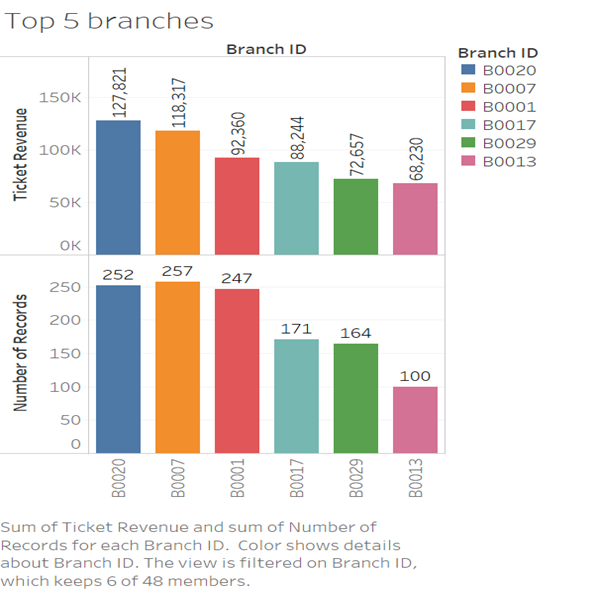 Top 5 branches
Branch ID
Ticket Revenue
150K
100K
50K
0K
127,821
118,317
92,360
88,244
72,657
68,230
Number of Records
250
200
150
100
50
0
252
257
247
171
164
100
B0020
B0007
B0001
B0017
B0029
B0013
Branch ID
B0020
B0007
B0001
B0017
B0029
B0013
Sum of Ticket Revenue and sum of Number of
Records for each Branch ID. Color shows details
about Branch ID. The view is filtered on Branch ID,
which keeps 6 of 48 members.